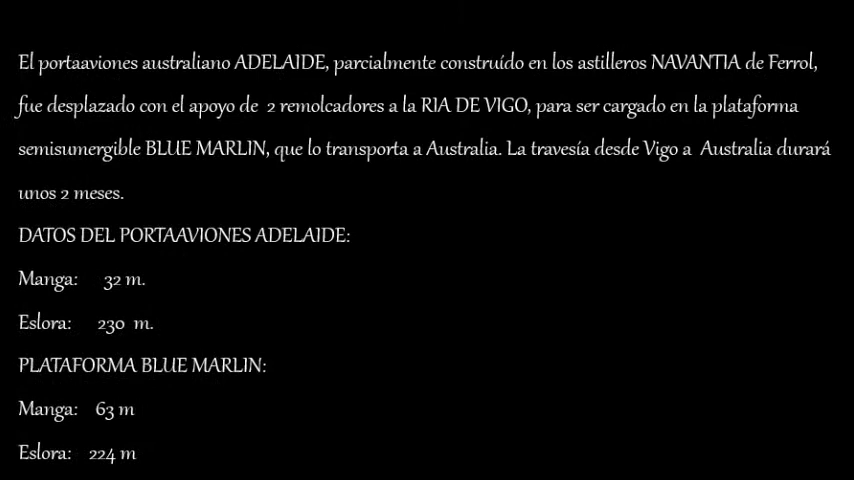 El portaaviones australiano ADELAIDE, parcialmente construído en los astilleros NAVANTIA de Ferrol,
fue desplazado con el apoyo de 2 remolcadores a la RIA DE VIGO, para ser cargado en la plataforma
semisumergible BLUE MARLIN, que lo transporta a Australia. La travesía desde Vigo a Australia durará
unos 2 meses.
DATOS DEL PORTAAVIONES ADELAIDE:
Manga: 32 m.
Eslora: 230 m.
PLATAFORMA BLUE MARLIN:
Manga: 63 m
Eslora: 224 m